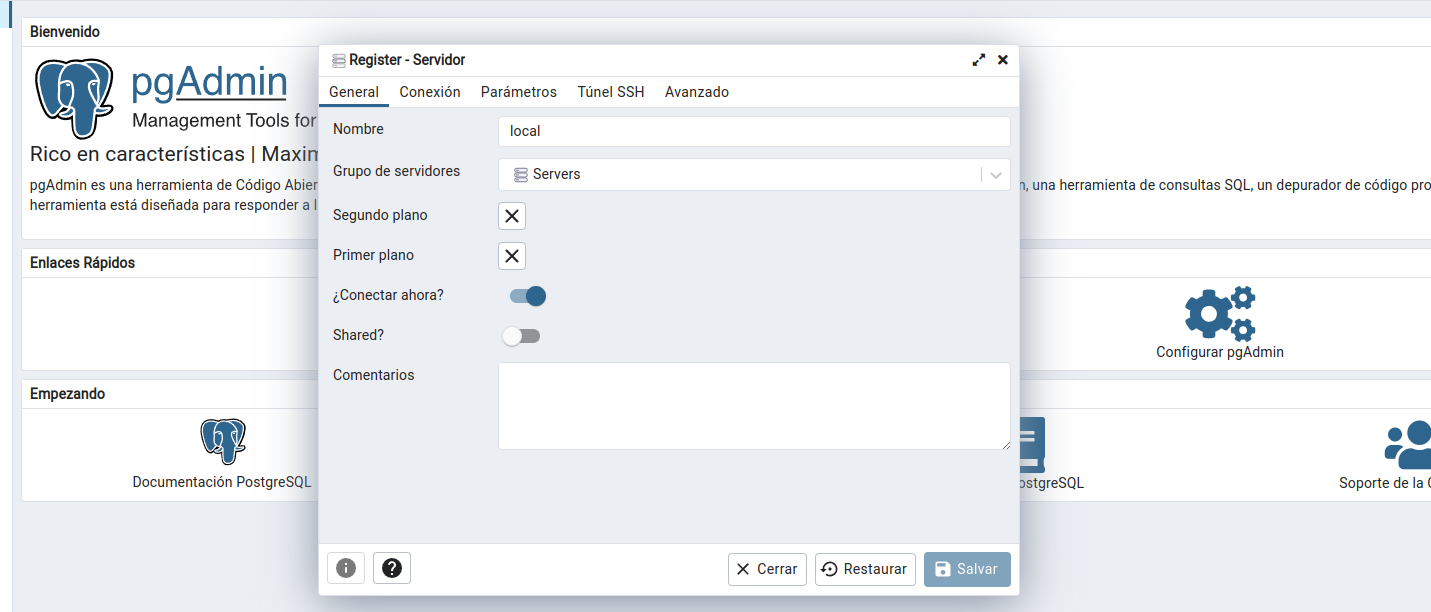 Bienvenido
pgAdmin
Management Tools for
Rico en características | Maxim
pgAdmin es una herramienta de Código Abier
n, una herramienta de consultas SQL, un depurador de código pro
herramienta está diseñada para responder a l
Enlaces Rápidos
Configurar pgAdmin
Empezando
Documentación PostgreSQL
ostgreSQL
Soporte de la C
Register - Servidor
General Conexión Parámetros Túnel SSH Avanzado
Nombre
local
Grupo de servidores
Servers
Segundo plano
Primer plano
¿Conectar ahora?
Shared?
Comentarios
Cerrar Restaurar Salvar